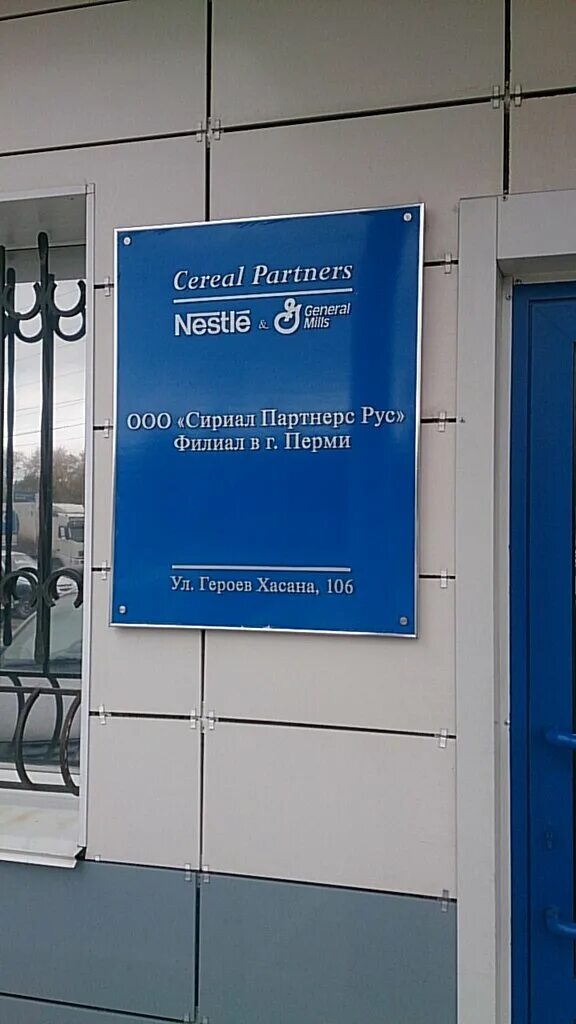 Cereal Partners
Nestlé & General Mills
ООО «Сириал Партнерс Рус»
Филиал в г. Перми
Ул. Героев Хасана, 106